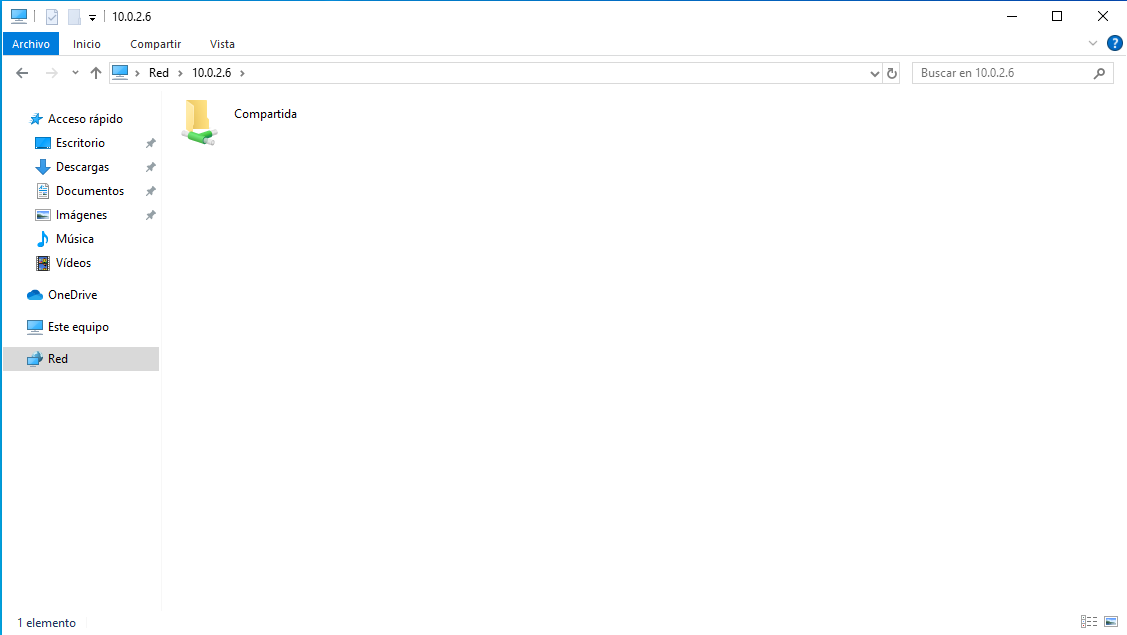 10.0.2.6
Archivo Inicio Compartir Vista
Red 10.0.2.6 Buscar en 10.0.2.6
Compartida
Acceso rápido
Escritorio
Descargas
Documentos
Imágenes
Música
Vídeos
OneDrive
Este equipo
Red
1 elemento